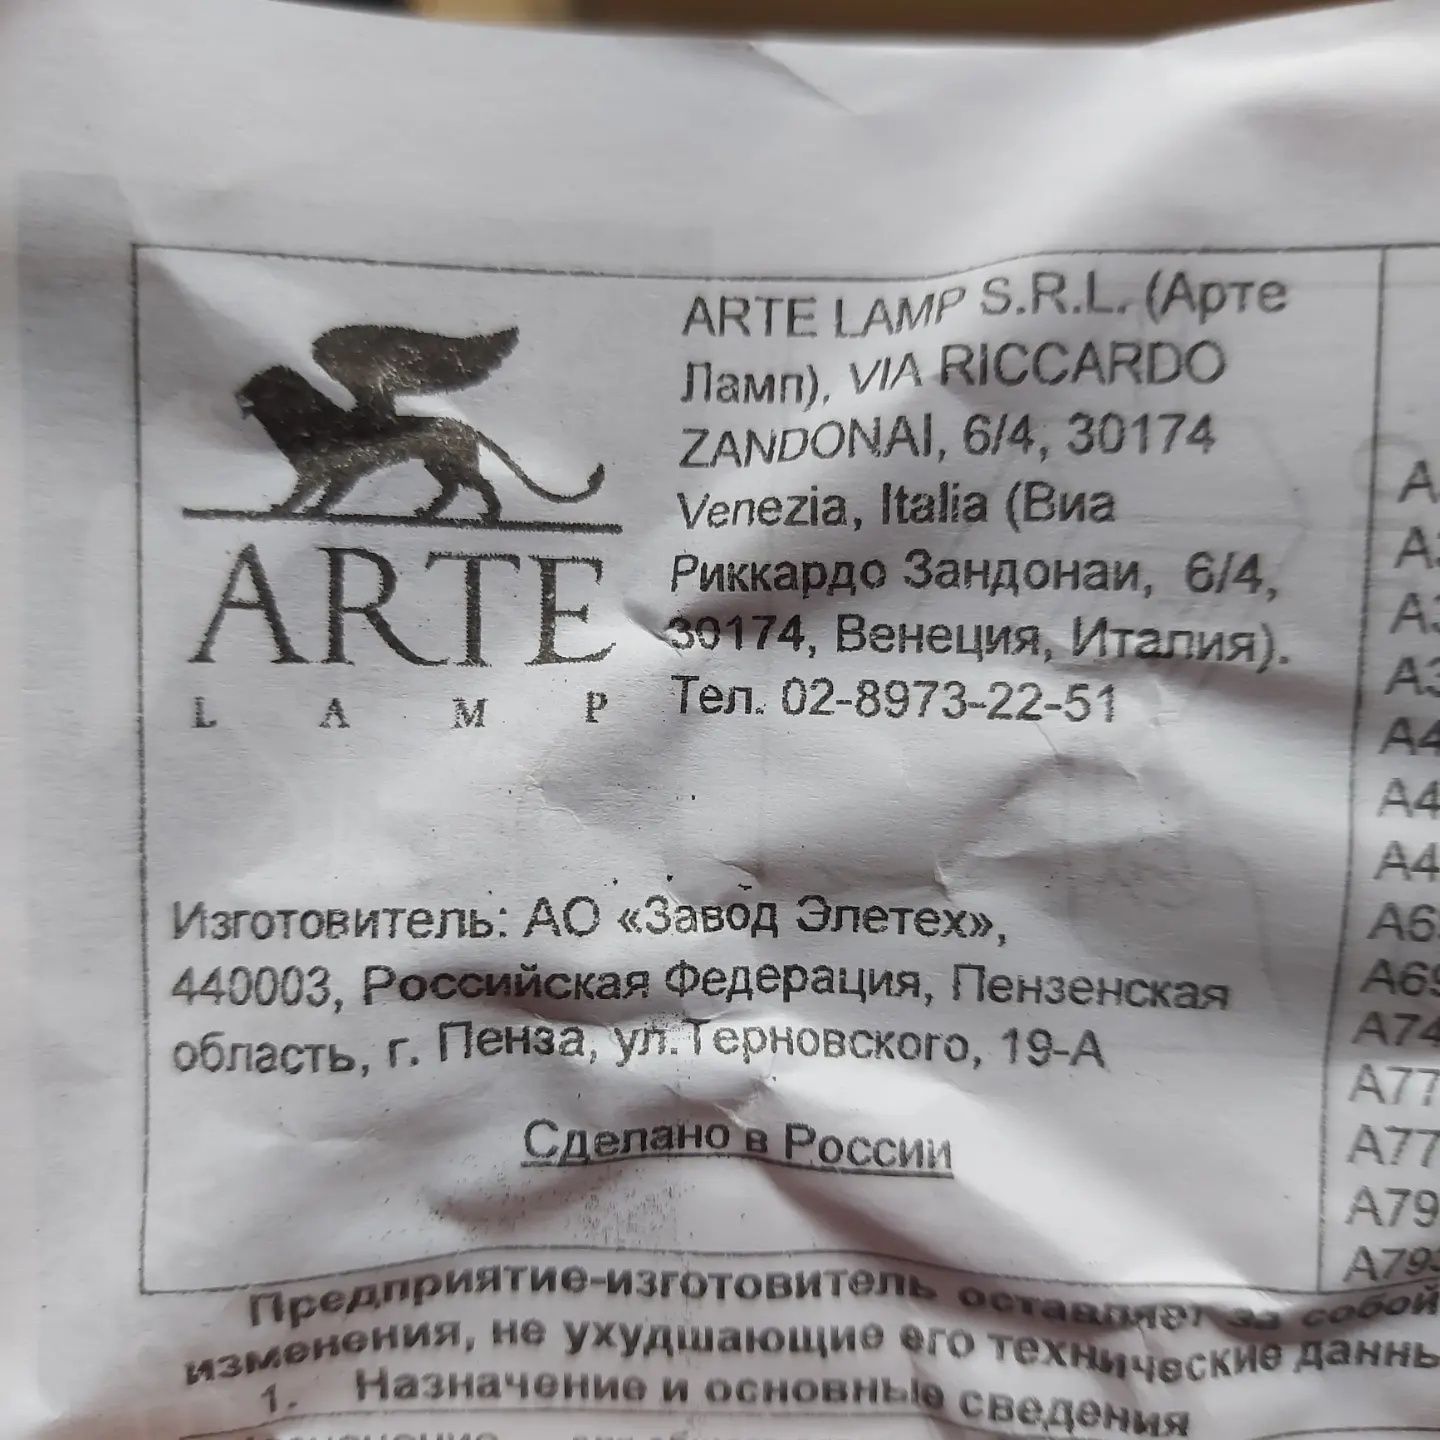 ARTE
LAMP
ARTE LAMP S.R.L. (Арте
Ламп), VIA RICCARDO
ZANDONAI, 6/4, 30174
Venezia, Italia (Виа
Риккардо Зандонаи, 6/4,
30174, Венеция, Италия).
Тел. 02-8973-22-51
Изготовитель: АО «Завод Элетех»,
440003, Российская Федерация, Пензенская
область, г. Пенза, ул.Терновского, 19-А
Сделано в России
Предприятие-изготовитель оставляет за собой
изменения, не ухудшающие его технические
1. Назначение и основные сведения